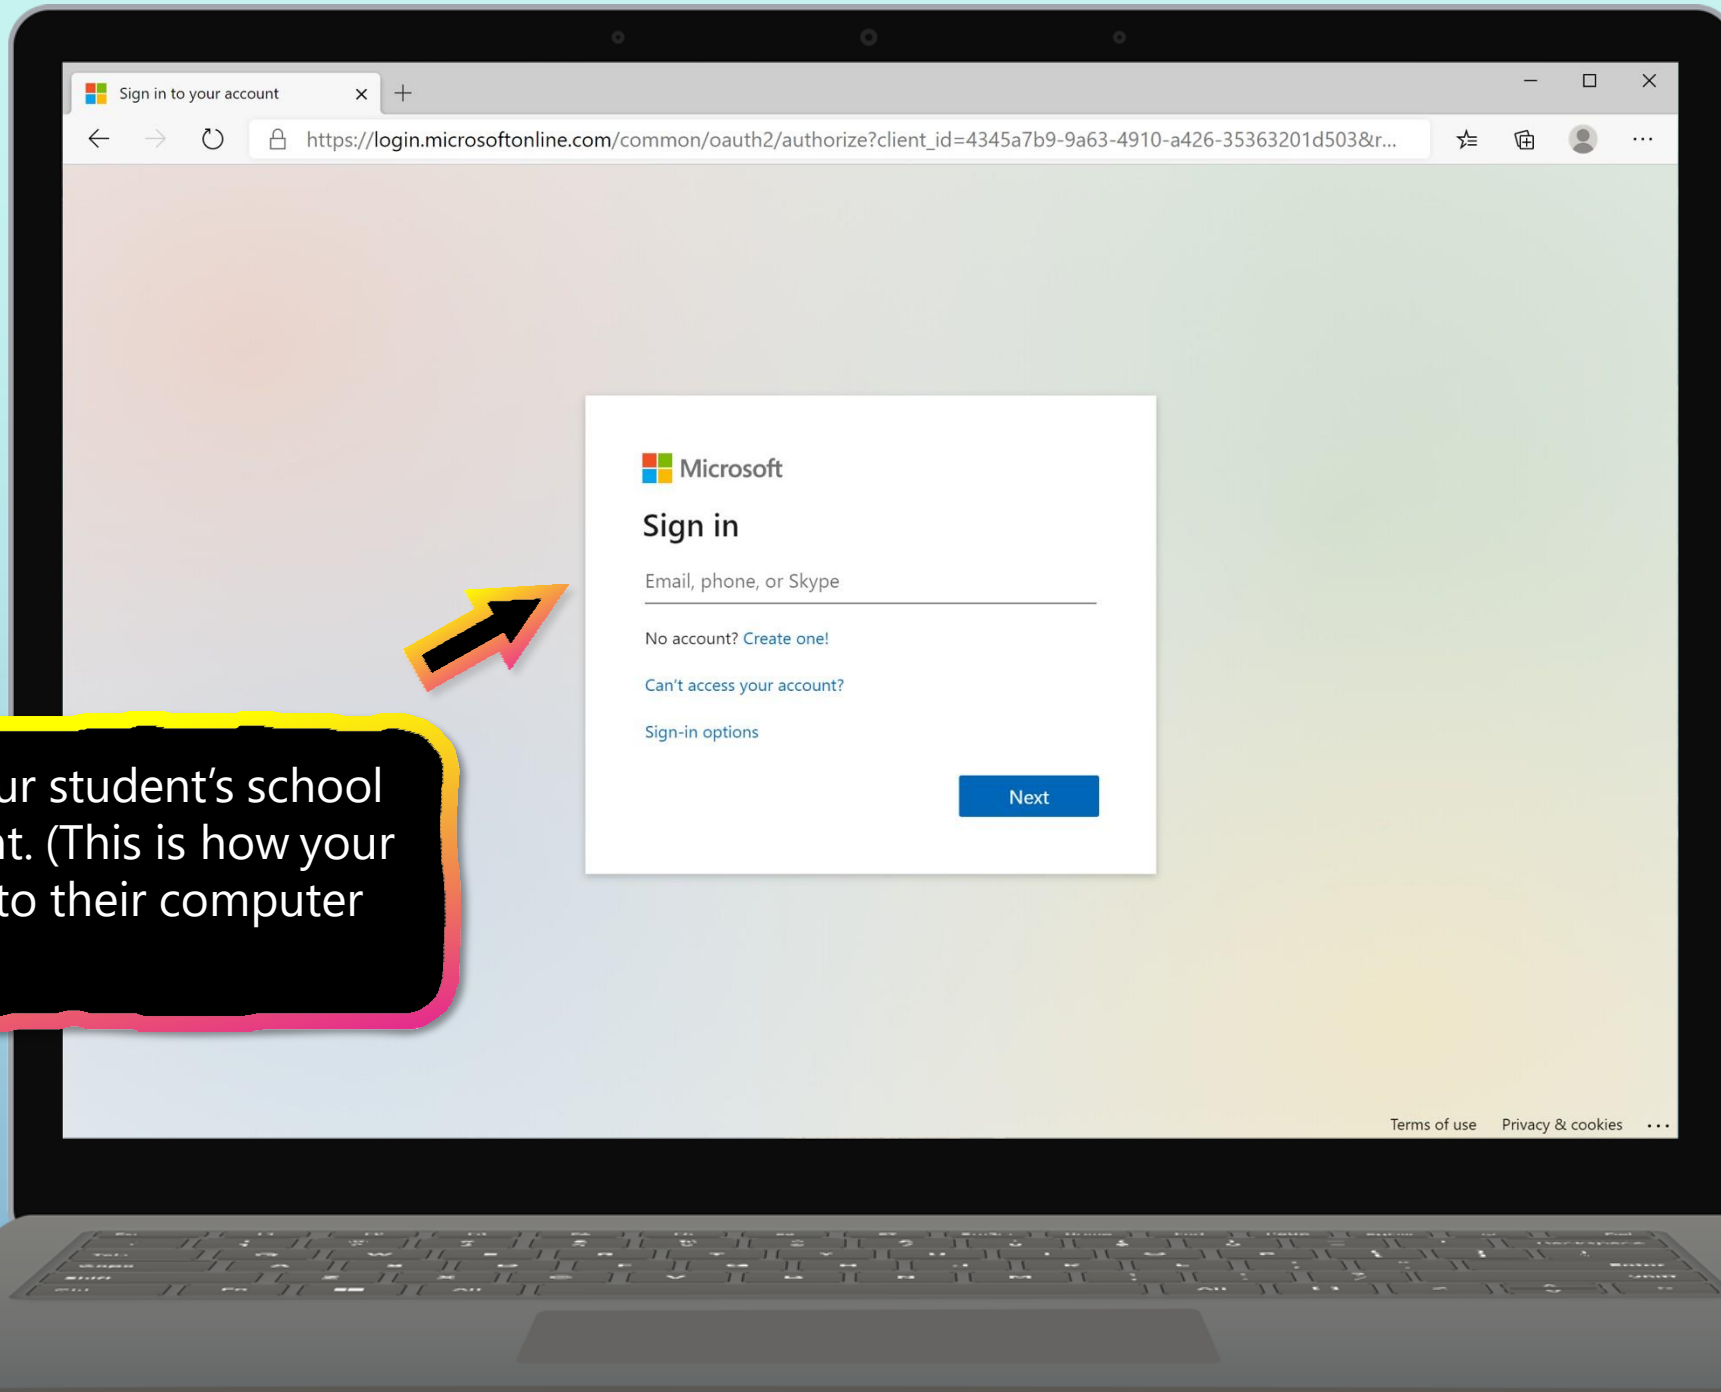 Sign in to your account
https://login.microsoftonline.com/common/oauth2/authorize?client_id=4345a7b9-9a63-4910-a426-35363201d503&r...
Microsoft
Sign in
Email, phone, or Skype
No account? Create one!
Can't access your account?
Sign-in options
Next
ur student's school
t. (This is how your
to their computer
Terms of use Privacy & cookies ...